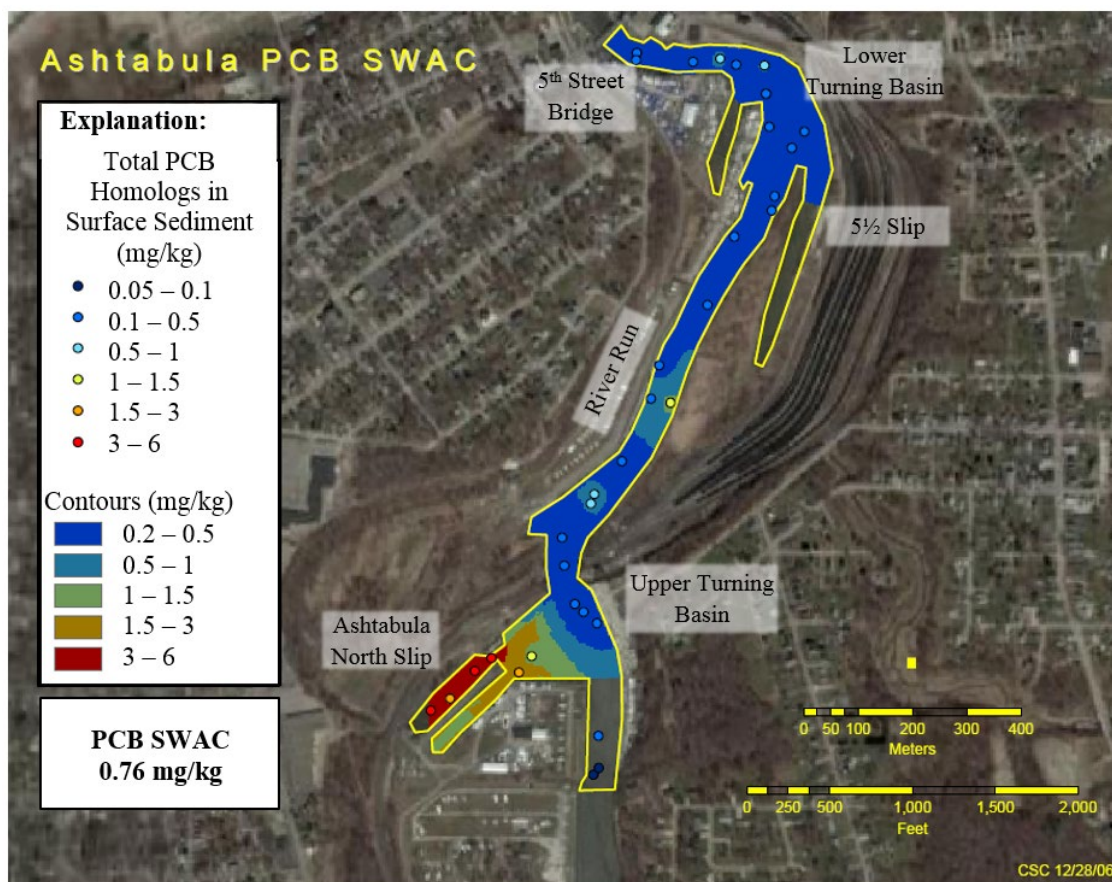 Ashtabula PCB SWAC
Explanation:
Total PCB
Homologs in
Surface Sediment
(mg/kg)
0.05 – 0.1
0.1 – 0.5
0.5 – 1
1 – 1.5
1.5 – 3
3 – 6
Contours (mg/kg)
0.2 – 0.5
0.5 – 1
1 – 1.5
1.5 – 3
3 – 6
PCB SWAC
0.76 mg/kg
5th Street
Bridge
Lower
Turning Basin
5½ Slip
River Run
Upper Turning
Basin
Ashtabula
North Slip
0 50 100 200 300 400
Meters
0 250 500 1,000 1,500 2,000
Feet
CSC 12/28/06